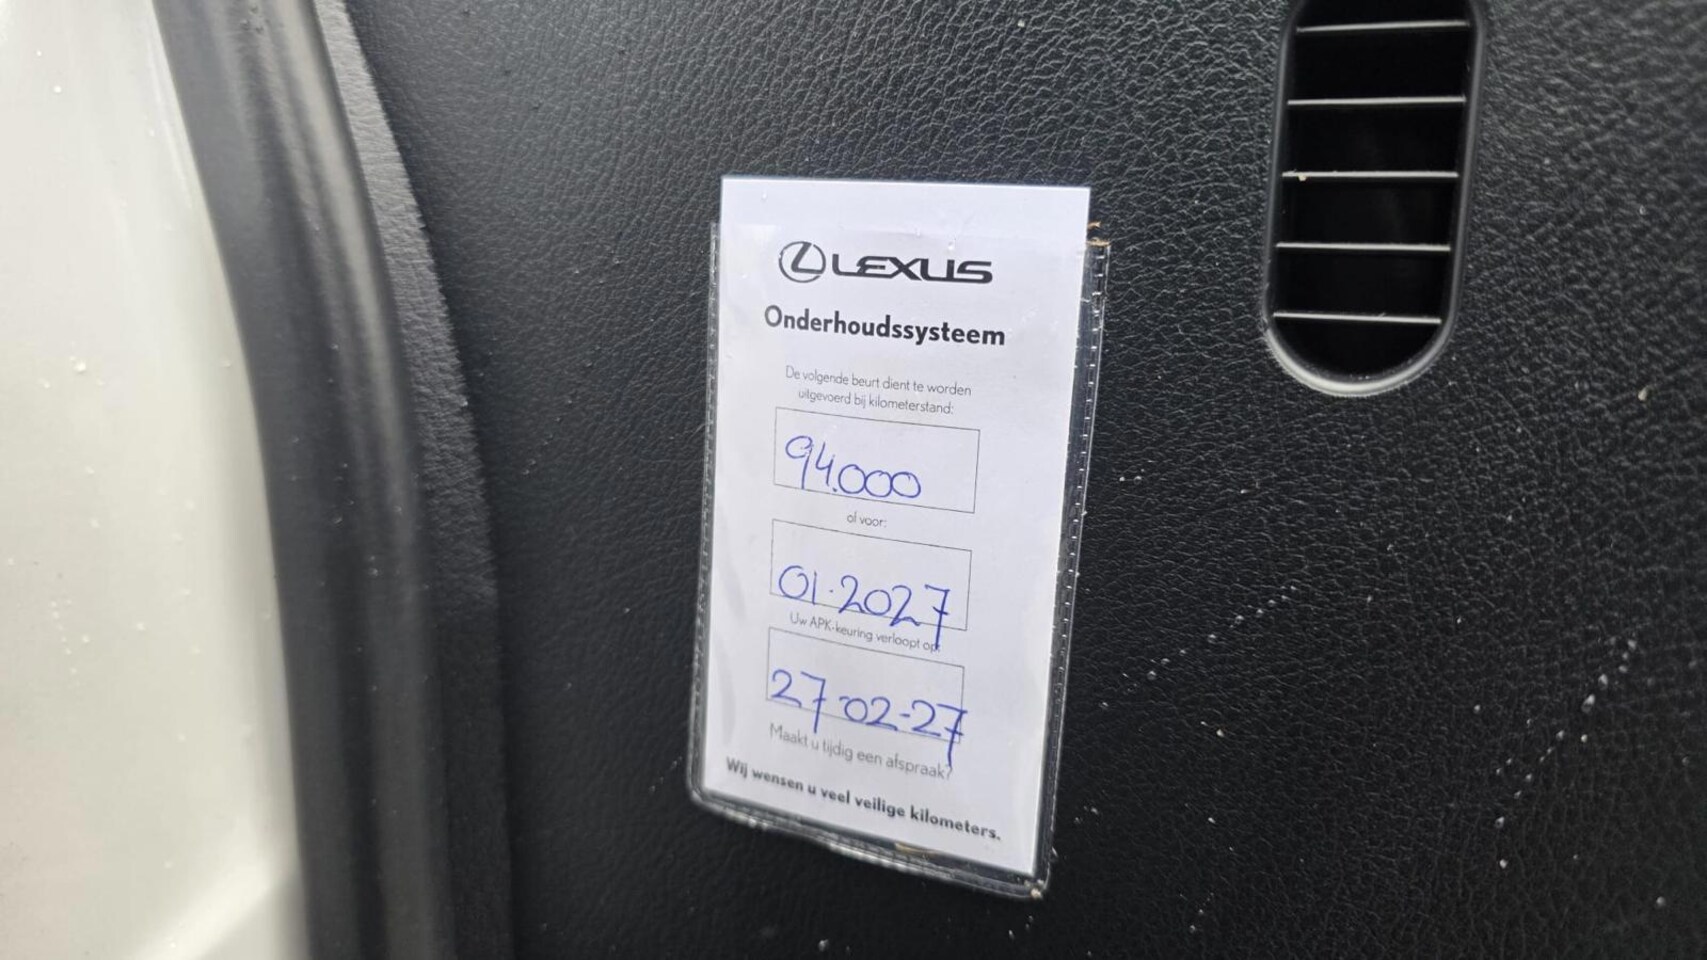 LEXUS
Onderhoudssysteem
De volgende beurt dient te worden
uitgevoerd bij kilometerstand:
94.000
of voor:
01-2027
Uw APK-keuring verloopt op:
27-02-27
Maakt u tijdig een afspraak?
Wij wensen u veel veilige kilometers.